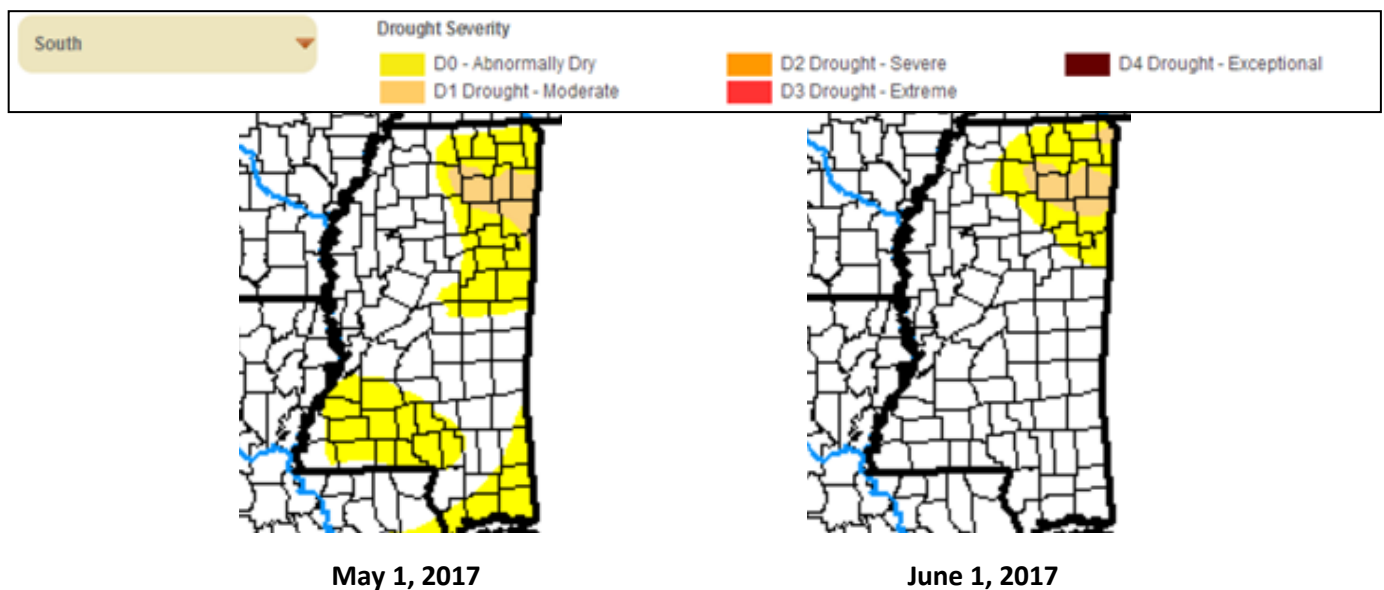 South
Drought Severity
D0 - Abnormally Dry
D2 Drought - Severe
D4 Drought - Exceptional
D1 Drought - Moderate
D3 Drought - Extreme
May 1, 2017
June 1, 2017